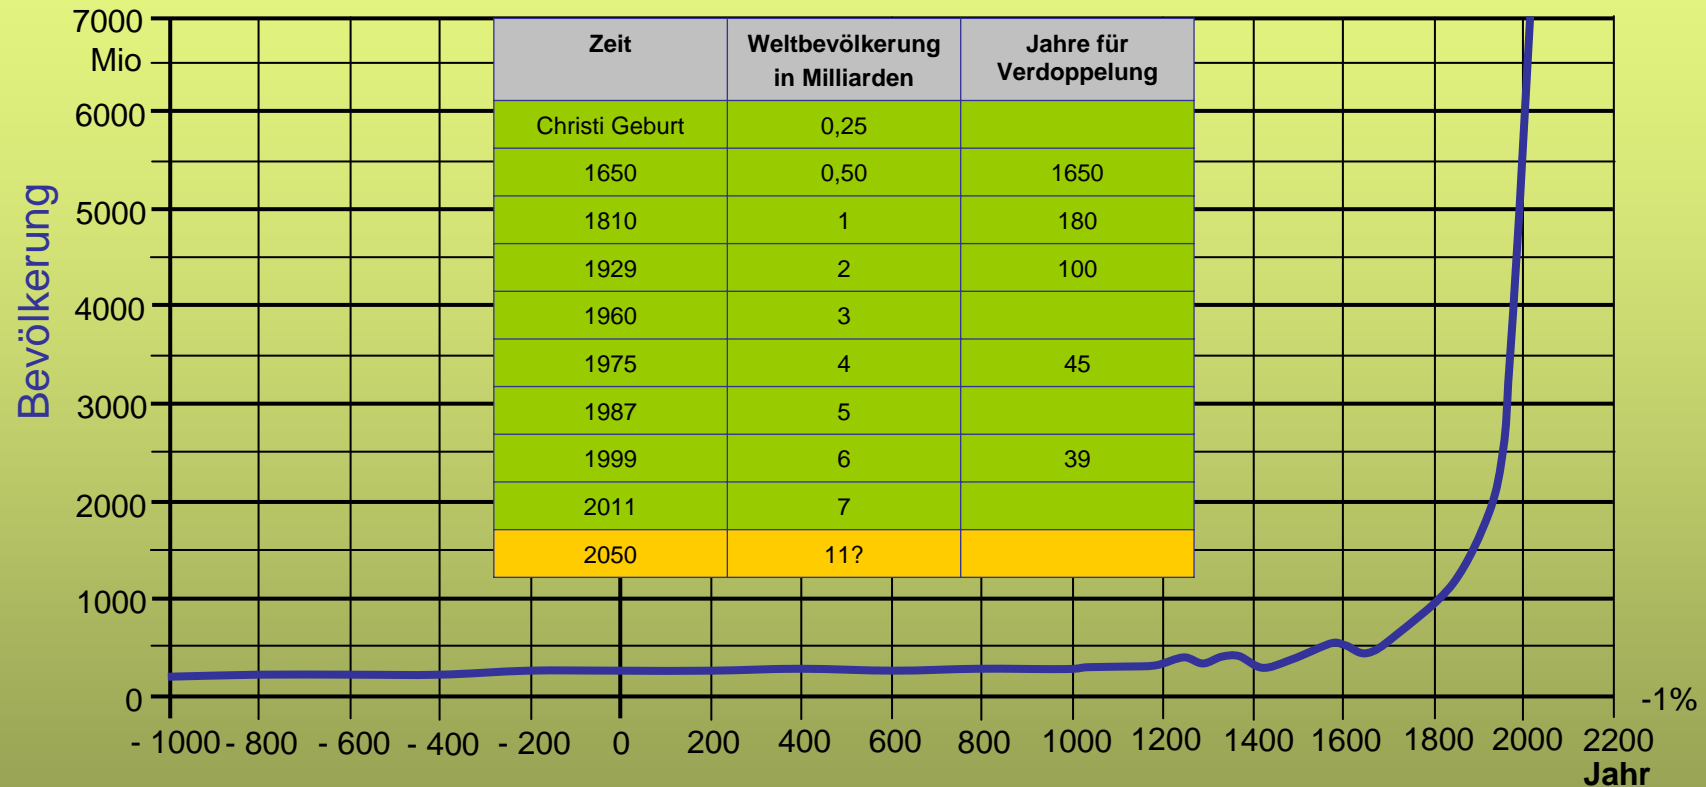 7000
Mio
6000
5000
4000
3000
2000
1000
0
Bevölkerung
Zeit Weltbevölkerung in Milliarden Jahre für Verdoppelung
Christi Geburt 0,25
1650 0,50 1650
1810 1 180
1929 2 100
1960 3
1975 4 45
1987 5
1999 6 39
2011 7
2050 11?
-1%
- 1000 - 800 - 600 - 400 - 200 0 200 400 600 800 1000 1200 1400 1600 1800 2000 2200
Jahr